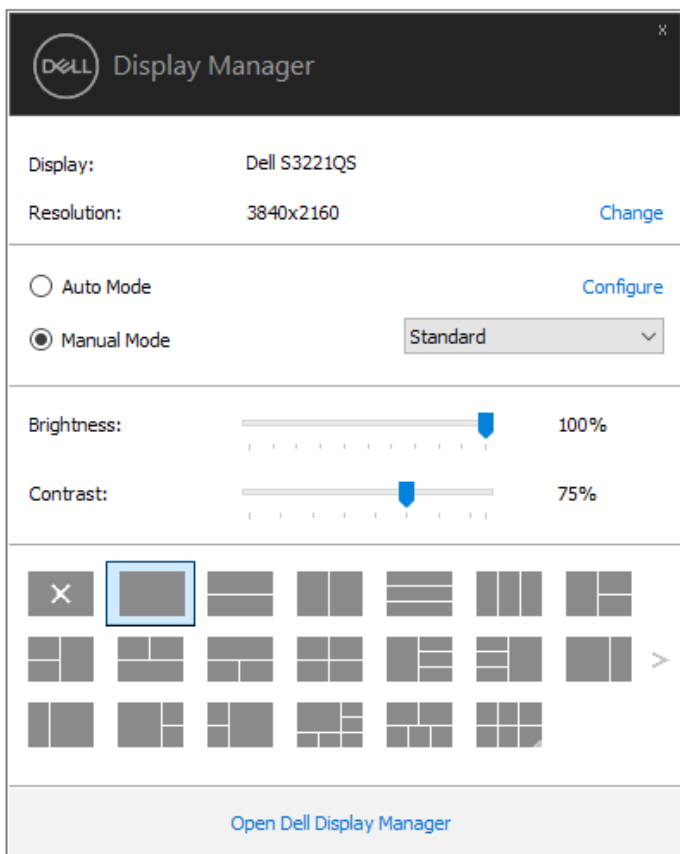 x
DELL Display Manager
Display: Dell S3221QS
Resolution: 3840x2160 Change
Auto Mode Configure
Manual Mode Standard
Brightness: 100%
Contrast: 75%
Open Dell Display Manager